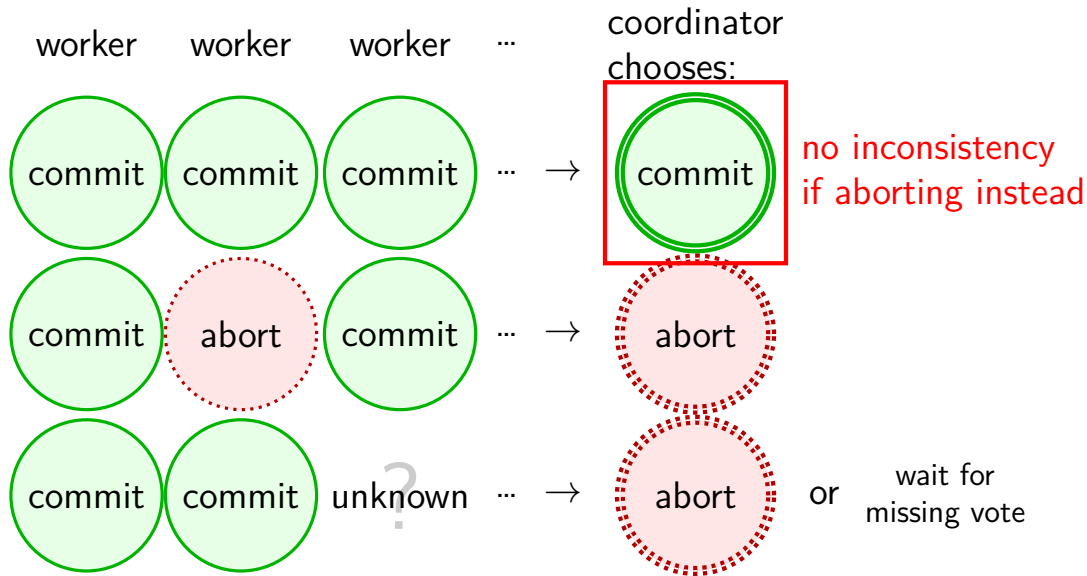 worker worker worker ... coordinator
chooses:
commit commit commit ... → commit
no inconsistency
if aborting instead
commit abort commit ... → abort
commit commit unknown ? ... → abort or wait for
missing vote